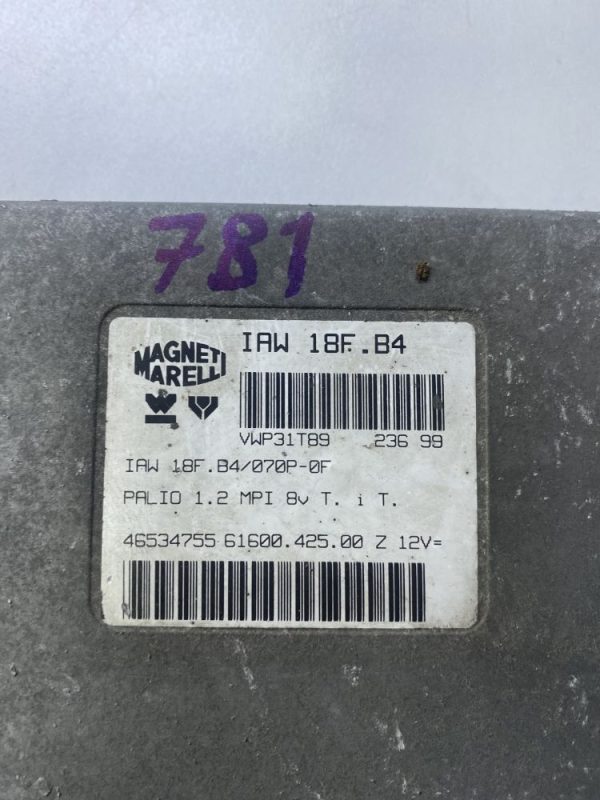 781
MAGNETI
MARELLI
IAW 18F.B4
VWP31T89 236 99
IAW 18F.B4/070P-0F
PALIO 1.2 MPI 8v T. i T.
46534755 61600.425.00 Z 12V=